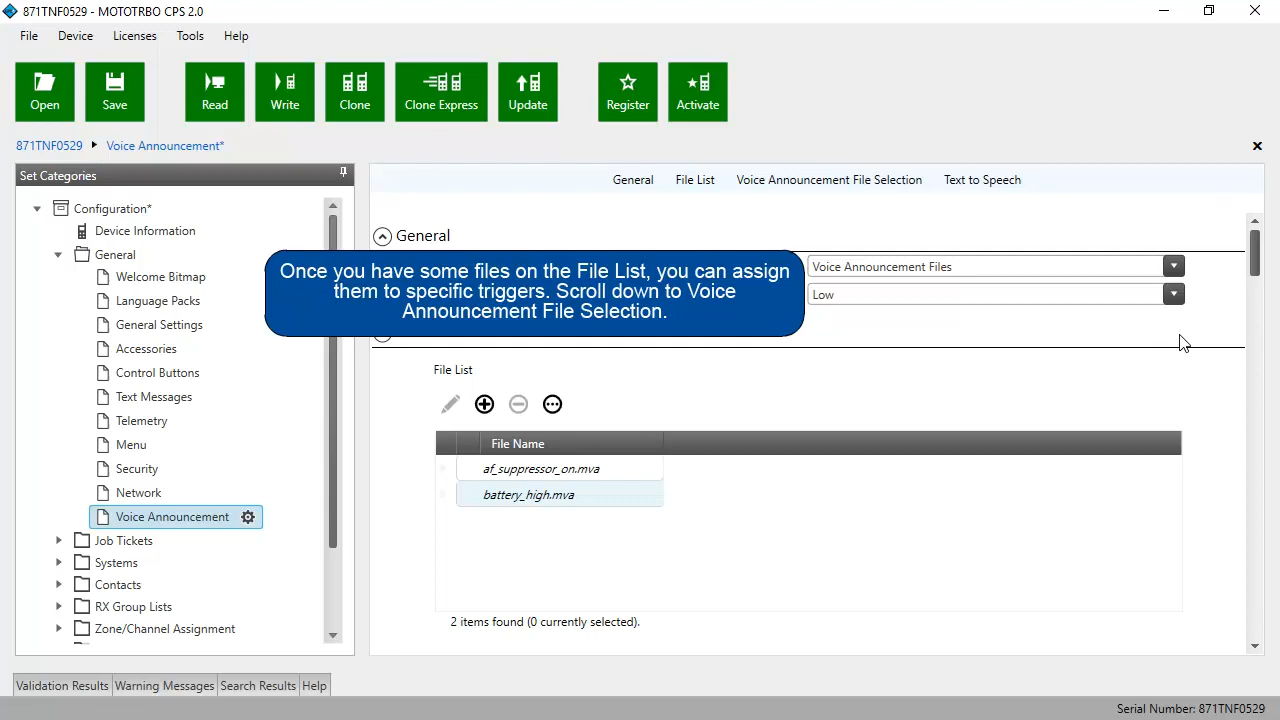 871TNF0529 - MOTOTRBO CPS 2.0
File Device Licenses Tools Help
Open Save Read Write Clone Clone Express Update Register Activate
871TNF0529 Voice Announcement*
Set Categories
Configuration*
Device Information
General
Welcome Bitmap
Language Packs
General Settings
Accessories
Control Buttons
Text Messages
Telemetry
Menu
Security
Network
Voice Announcement
Job Tickets
Systems
Contacts
RX Group Lists
Zone/Channel Assignment
General File List Voice Announcement File Selection Text to Speech
General
Once you have some files on the File List, you can assign
them to specific triggers. Scroll down to Voice
Announcement File Selection.
Voice Announcement Files
Low
File List
File Name
af_suppressor_on.mva
battery_high.mva
2 items found (0 currently selected).
Validation Results Warning Messages Search Results Help
Serial Number: 871TNF0529